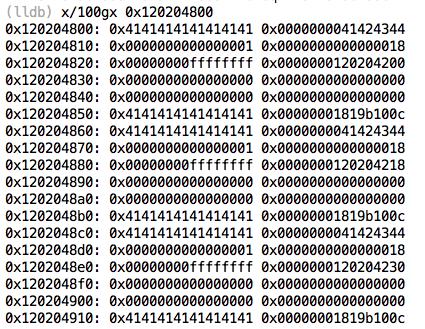 (lldb) x/100gx 0x120204800
0x120204800: 0x4141414141414141 0x0000000041424344
0x120204810: 0x0000000000000001 0x0000000000000018
0x120204820: 0x00000000ffffffff 0x0000000120204200
0x120204830: 0x0000000000000000 0x0000000000000000
0x120204840: 0x0000000000000000 0x0000000000000000
0x120204850: 0x4141414141414141 0x00000001819b100c
0x120204860: 0x4141414141414141 0x0000000041424344
0x120204870: 0x0000000000000001 0x0000000000000018
0x120204880: 0x00000000ffffffff 0x0000000120204218
0x120204890: 0x0000000000000000 0x0000000000000000
0x1202048a0: 0x0000000000000000 0x0000000000000000
0x1202048b0: 0x4141414141414141 0x00000001819b100c
0x1202048c0: 0x4141414141414141 0x0000000041424344
0x1202048d0: 0x0000000000000001 0x0000000000000018
0x1202048e0: 0x00000000ffffffff 0x0000000120204230
0x1202048f0: 0x0000000000000000 0x0000000000000000
0x120204900: 0x0000000000000000 0x0000000000000000
0x120204910: 0x4141414141414141 0x00000001819b100c